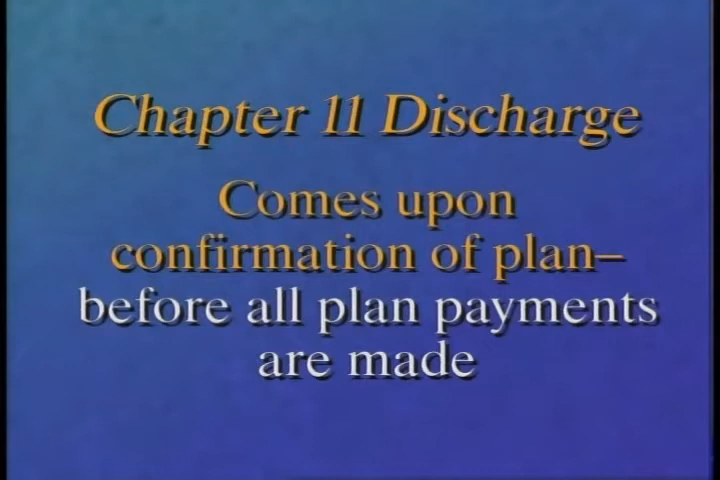 Chapter 11 Discharge
Comes upon
confirmation of plan–
before all plan payments
are made